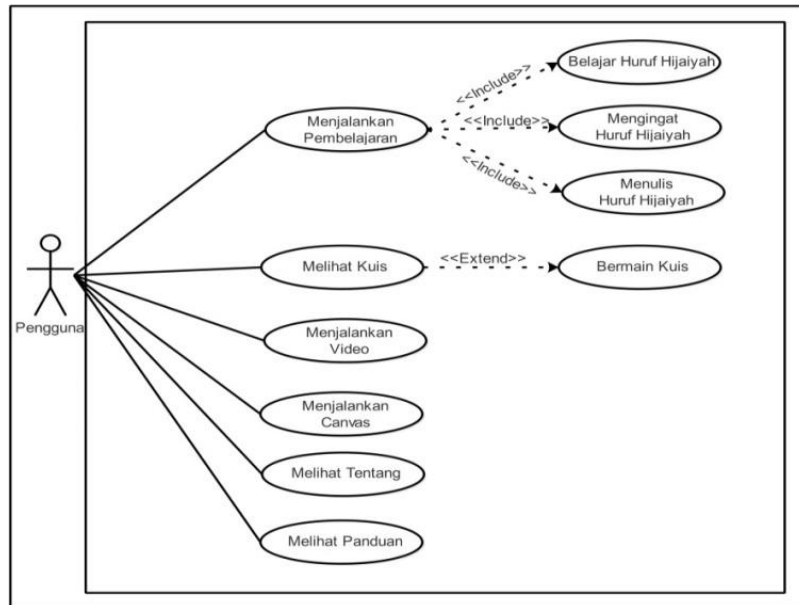 Belajar Huruf Hijaiyah
<<Include>>
Menjalankan
Pembelajaran
<<Include>>
Mengingat
Huruf Hijaiyah
<<Include>>
Menulis
Huruf Hijaiyah
Pengguna
Melihat Kuis
<<Extend>>
Bermain Kuis
Menjalankan
Video
Menjalankan
Canvas
Melihat Tentang
Melihat Panduan